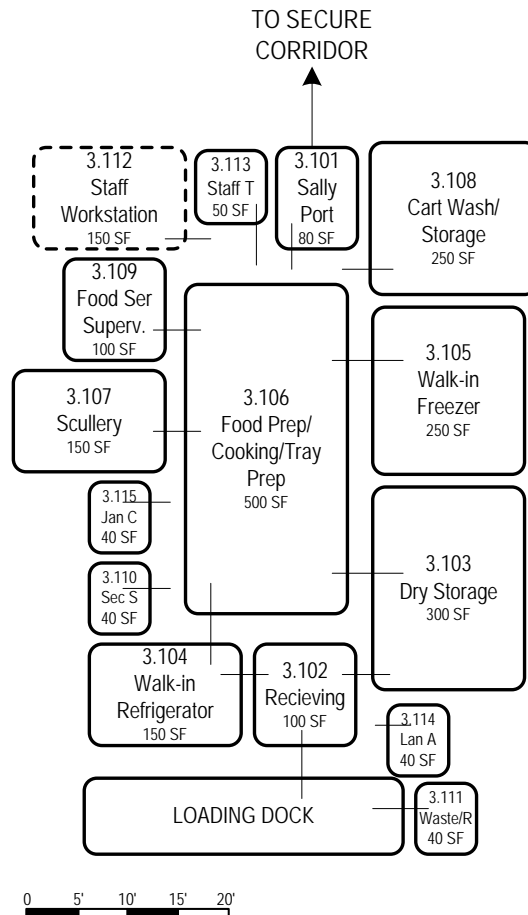 TO SECURE
CORRIDOR
3.112
Staff
Workstation
150 SF
3.113
Staff T
50 SF
3.101
Sally
Port
80 SF
3.108
Cart Wash/
Storage
250 SF
3.109
Food Ser
Superv.
100 SF
3.107
Scullery
150 SF
3.106
Food Prep/
Cooking/Tray
Prep
500 SF
3.105
Walk-in
Freezer
250 SF
3.115
Jan C
40 SF
3.110
Sec S
40 SF
3.103
Dry Storage
300 SF
3.104
Walk-in
Refrigerator
150 SF
3.102
Recieving
100 SF
3.114
Lan A
40 SF
LOADING DOCK
3.111
Waste/R
40 SF
0 5' 10' 15' 20'